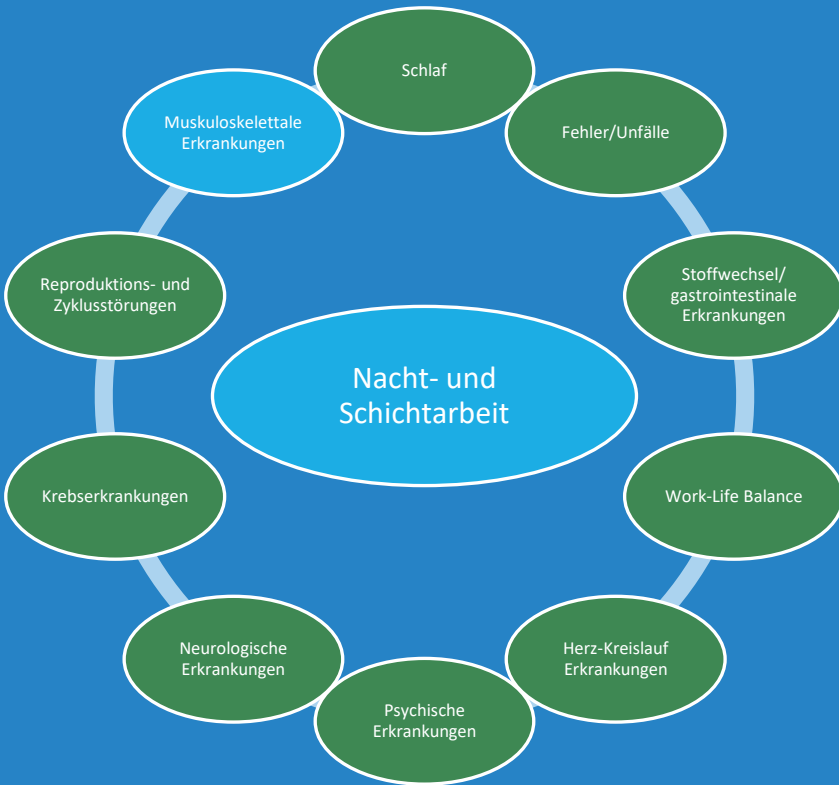 Schlaf
Fehler/Unfälle
Stoffwechsel/
gastrointestinale
Erkrankungen
Work-Life Balance
Herz-Kreislauf
Erkrankungen
Psychische
Erkrankungen
Neurologische
Erkrankungen
Krebserkrankungen
Reproduktions- und
Zyklusstörungen
Muskuloskelettale
Erkrankungen
Nacht- und
Schichtarbeit